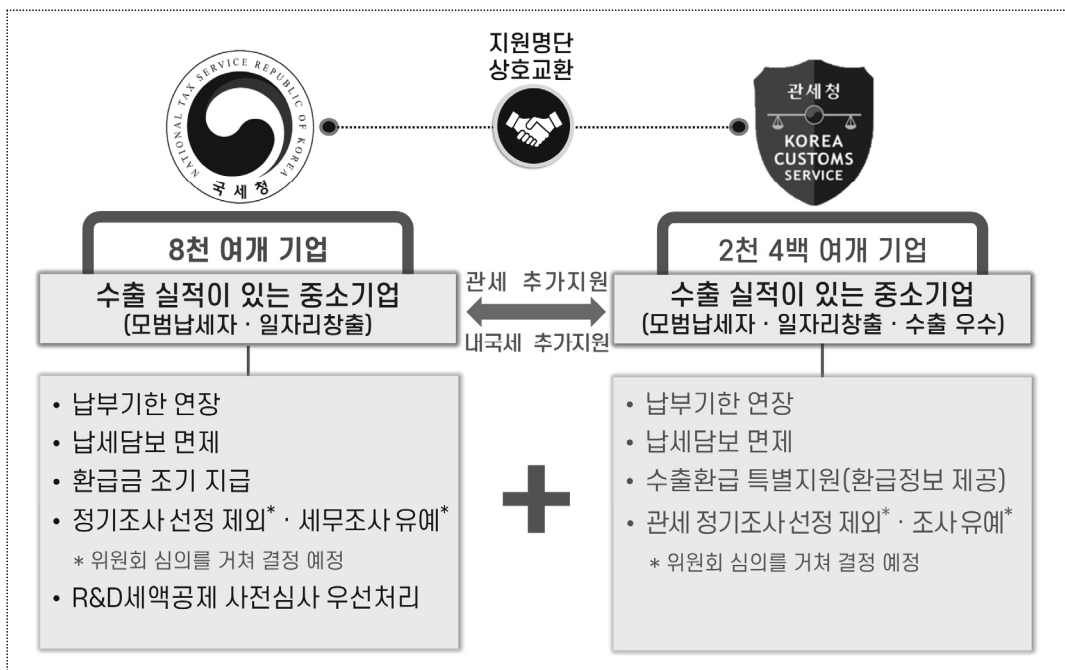 지원명단
상호교환
NATIONAL TAX SERVICE REPUBLIC OF KOREA
국세청
관세청
KOREA
CUSTOMS
SERVICE
8천 여개 기업
수출 실적이 있는 중소기업
(모범납세자 · 일자리창출)
관세 추가지원
내국세 추가지원
2천 4백 여개 기업
수출 실적이 있는 중소기업
(모범납세자 · 일자리창출 · 수출 우수)
• 납부기한 연장
• 납세담보 면제
• 환급금 조기 지급
• 정기조사 선정 제외* · 세무조사 유예*
* 위원회 심의를 거쳐 결정 예정
• R&D세액공제 사전심사 우선처리
+
• 납부기한 연장
• 납세담보 면제
• 수출환급 특별지원(환급정보 제공)
• 관세 정기조사 선정 제외* · 조사 유예*
* 위원회 심의를 거쳐 결정 예정